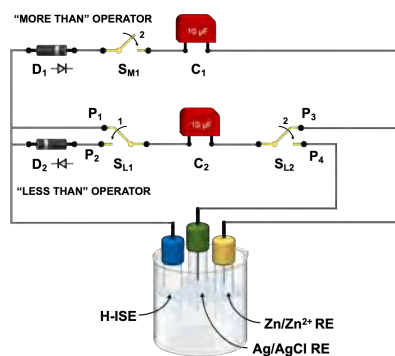 “MORE THAN” OPERATOR
2
10 µF
D1
SM1
C1
P1
1
10 µF
2
P3
D2
P2
SL1
C2
SL2
P4
“LESS THAN” OPERATOR
H-ISE
Zn/Zn2+ RE
Ag/AgCl RE